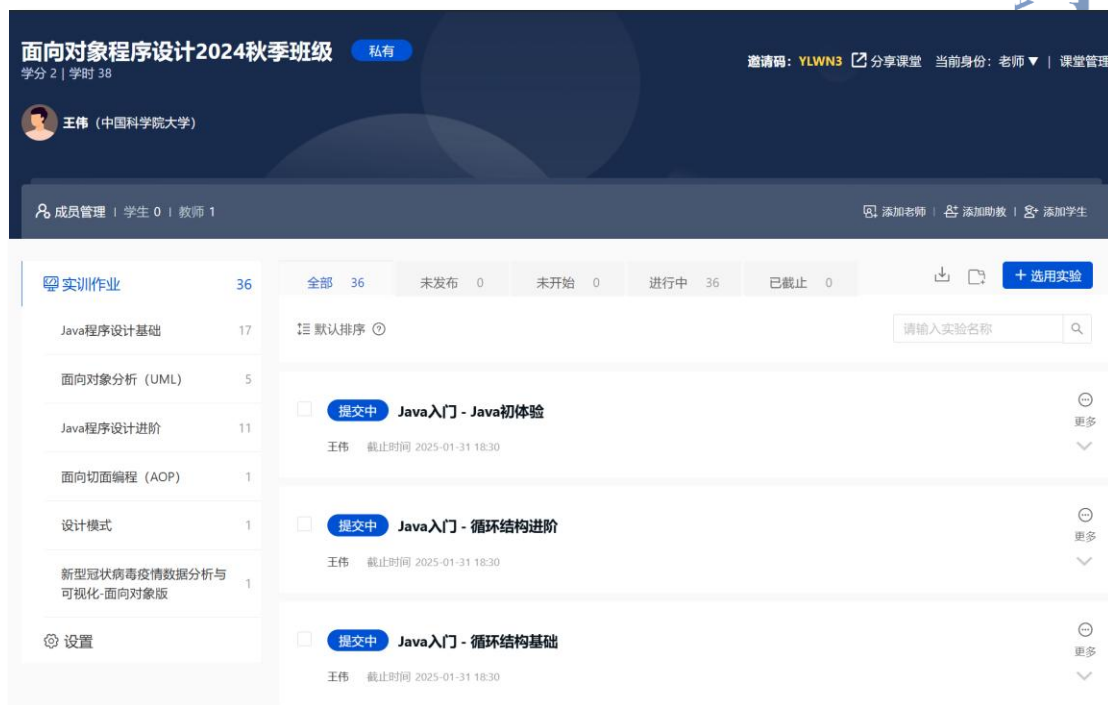 面向对象程序设计2024秋季班级 私有
学分 2 | 学时 38
邀请码：YLWN3 分享课堂 当前身份：老师▼ | 课堂管理
王伟（中国科学院大学）
成员管理 | 学生 0 | 教师 1
添加老师 | 添加助教 | 添加学生
实训作业 36
Java程序设计基础 17
面向对象分析（UML） 5
Java程序设计进阶 11
面向切面编程（AOP） 1
设计模式 1
新型冠状病毒疫情数据分析与
可视化-面向对象版 1
设置
全部 36 未发布 0 未开始 0 进行中 36 已截止 0
+ 选用实验
默认排序
请输入实验名称
提交中 Java入门 - Java初体验
更多
王伟 截止时间 2025-01-31 18:30
提交中 Java入门 - 循环结构进阶
更多
王伟 截止时间 2025-01-31 18:30
提交中 Java入门 - 循环结构基础
更多
王伟 截止时间 2025-01-31 18:30